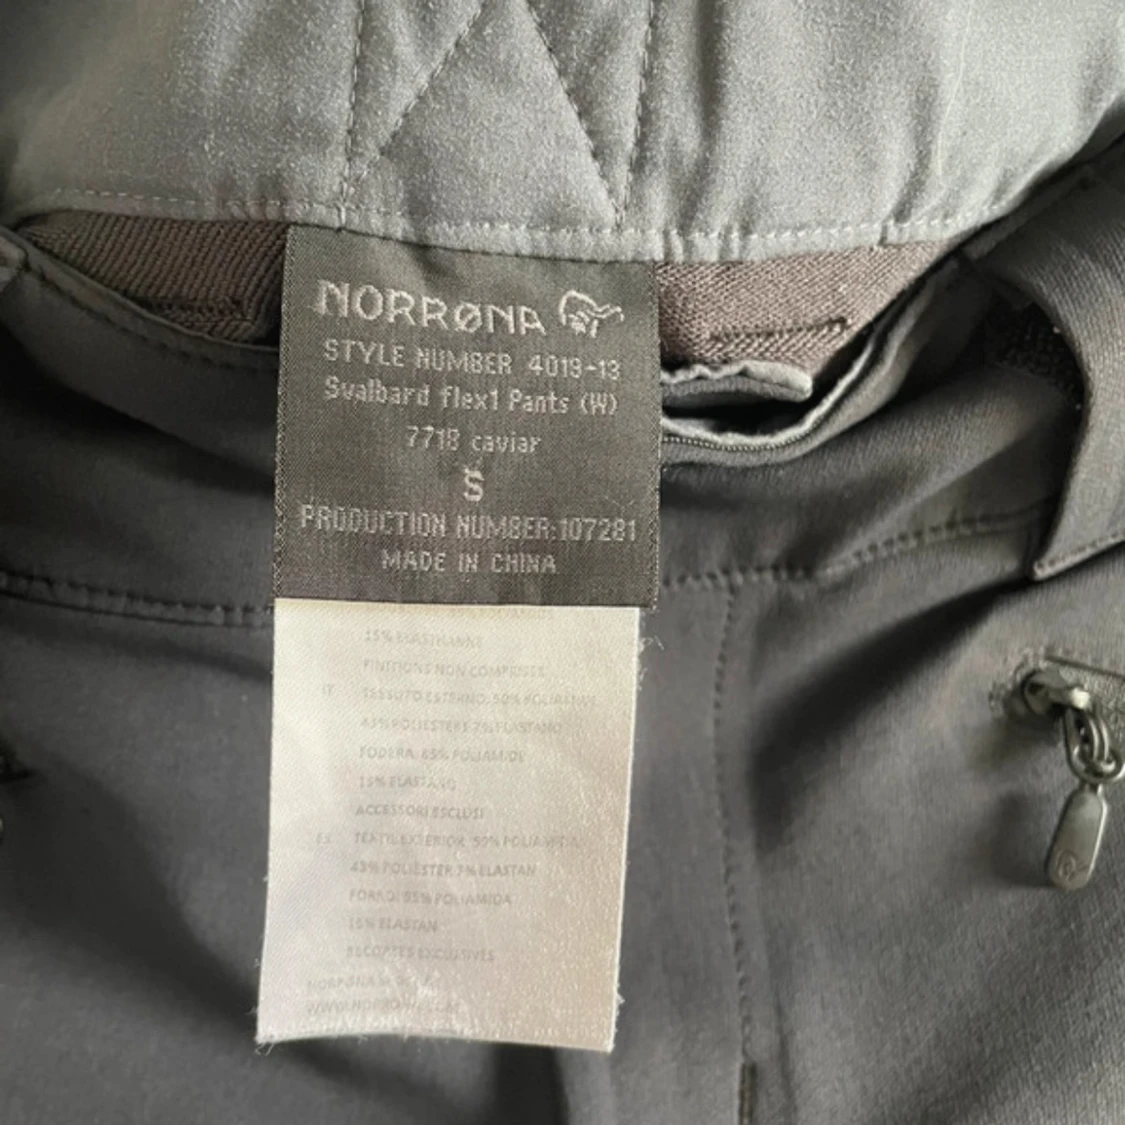 NORRØNA
STYLE NUMBER 4019-13
Svalbard flex1 Pants (W)
7718 caviar
S
PRODUCTION NUMBER:107281
MADE IN CHINA
15% ELASTHANNE
FINITIONS NON COMPRISES
IT TESSUTO ESTERNO: 50% POLIAMIDE
43% POLIESTERE 7% ELASTANO
FODERA: 85% POLIAMIDE
15% ELASTANO
ACCESSORI ESCLUSI
ES TEXTIL EXTERIOR: 50% POLIAMIDA
43% POLIESTER 7% ELASTAN
FORRO: 85% POLIAMIDA
15% ELASTAN
EXCLUSIVES